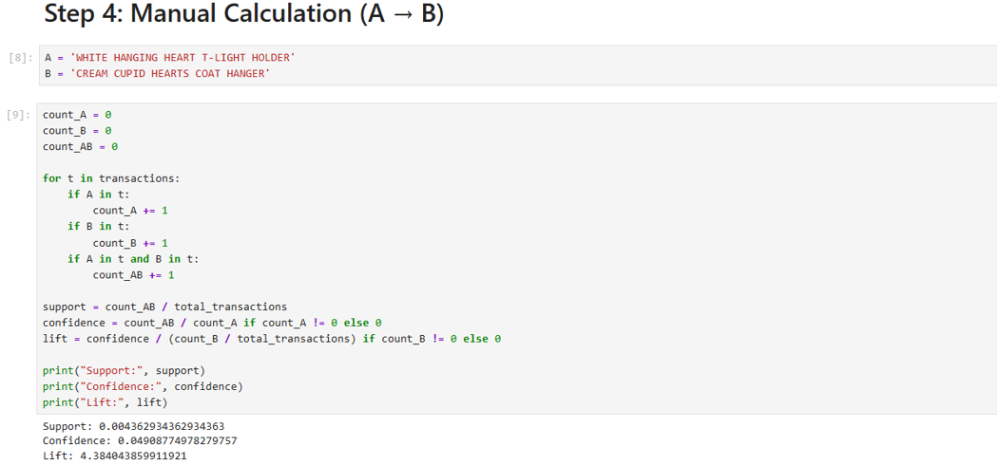 Step 4: Manual Calculation (A → B)
[8]: A = 'WHITE HANGING HEART T-LIGHT HOLDER'
B = 'CREAM CUPID HEARTS COAT HANGER'
[9]: count_A = 0
count_B = 0
count_AB = 0
for t in transactions:
    if A in t:
        count_A += 1
    if B in t:
        count_B += 1
    if A in t and B in t:
        count_AB += 1
support = count_AB / total_transactions
confidence = count_AB / count_A if count_A != 0 else 0
lift = confidence / (count_B / total_transactions) if count_B != 0 else 0
print("Support:", support)
print("Confidence:", confidence)
print("Lift:", lift)
Support: 0.004362934362934363
Confidence: 0.04908774978279757
Lift: 4.384043859911921